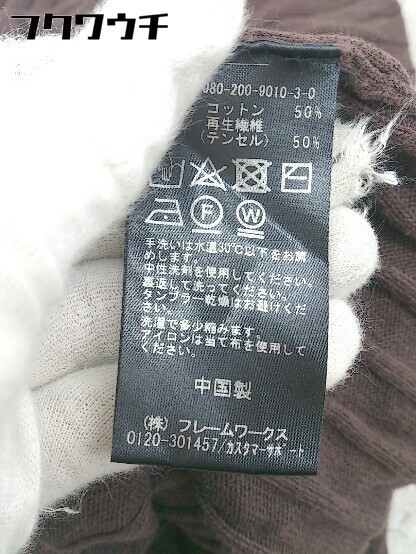 フクワウチ
080-200-9010-3-0
コットン 50%
再生繊維
(テンセル) 50%
F W
手洗いは水温30℃以下をお薦
めします。
中性洗剤を使用してください。
裏返して洗ってください。
タンブラー乾燥はお避けくだ
さい。
洗濯で多少縮みます。
アイロンは当て布を使用して
ください。
中国製
(株) フレームワークス
0120-301457/カスタマーサポート